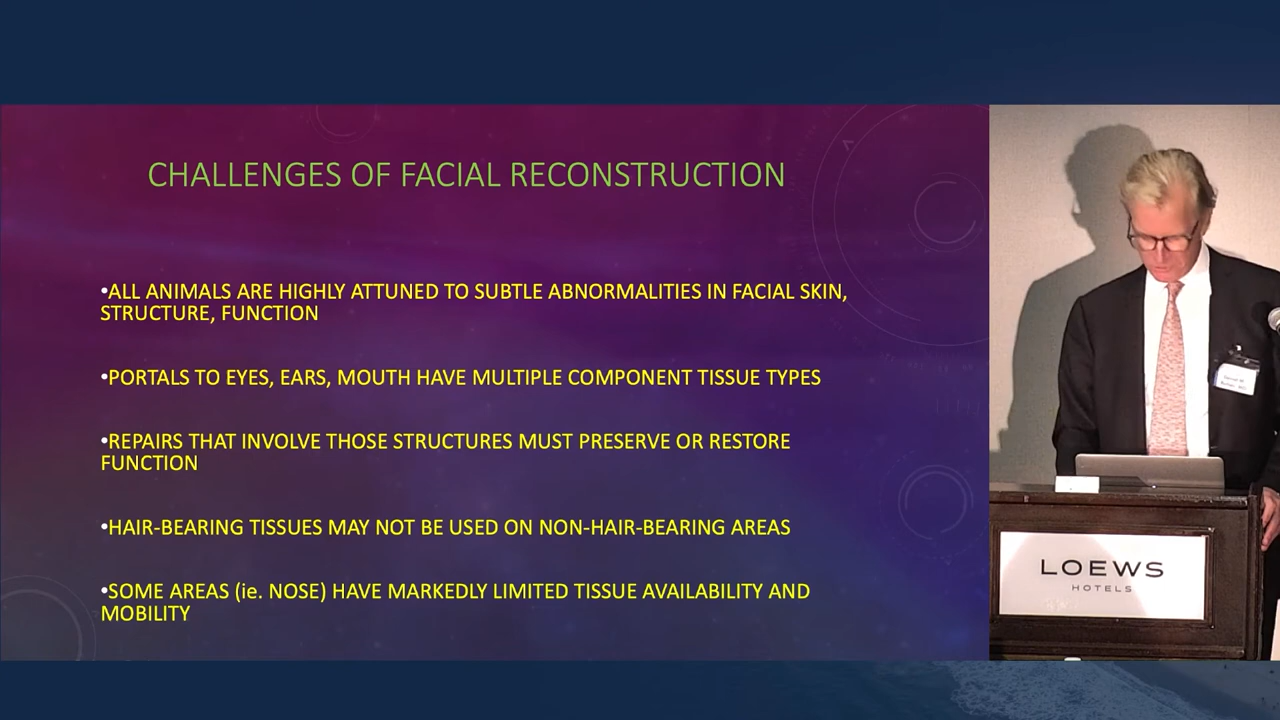 CHALLENGES OF FACIAL RECONSTRUCTION
•ALL ANIMALS ARE HIGHLY ATTUNED TO SUBTLE ABNORMALITIES IN FACIAL SKIN,
STRUCTURE, FUNCTION
•PORTALS TO EYES, EARS, MOUTH HAVE MULTIPLE COMPONENT TISSUE TYPES
•REPAIRS THAT INVOLVE THOSE STRUCTURES MUST PRESERVE OR RESTORE
FUNCTION
•HAIR-BEARING TISSUES MAY NOT BE USED ON NON-HAIR-BEARING AREAS
•SOME AREAS (ie. NOSE) HAVE MARKEDLY LIMITED TISSUE AVAILABILITY AND
MOBILITY
LOEWS
HOTELS